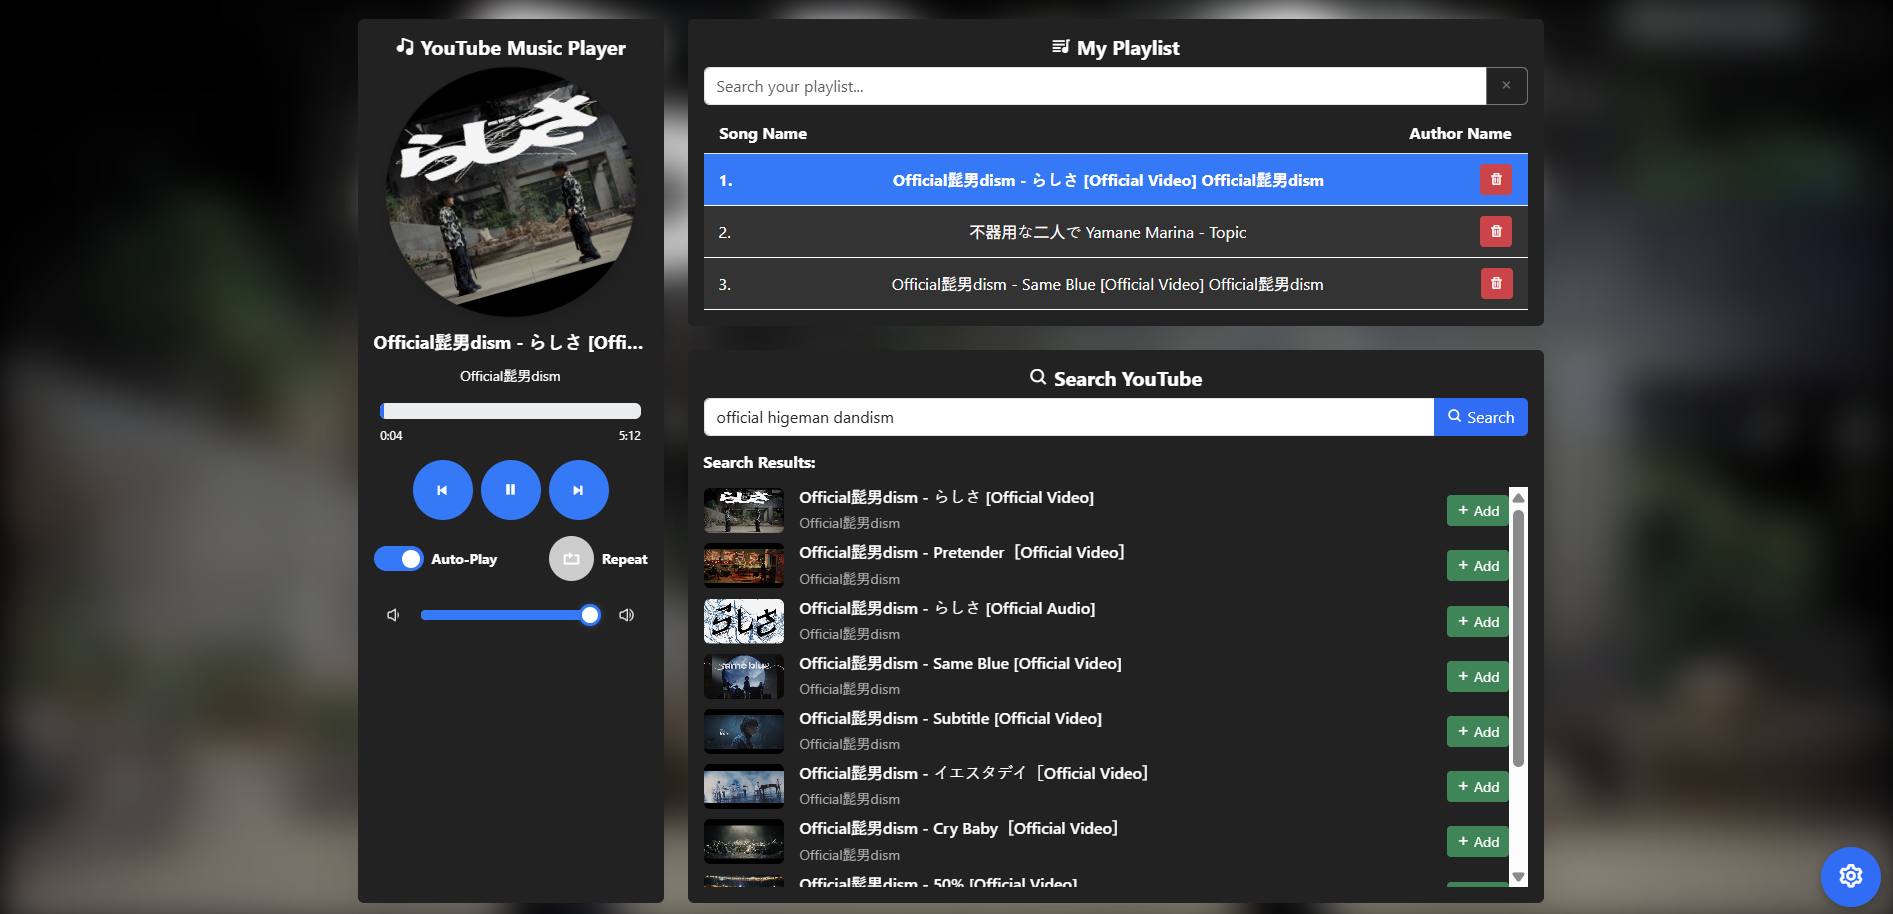 YouTube Music Player
らしさ
Official髭男dism - らしさ [Offi...
Official髭男dism
0:04 5:12
Auto-Play Repeat
My Playlist
Search your playlist...
×
Song Name Author Name
1. Official髭男dism - らしさ [Official Video] Official髭男dism
2. 不器用な二人で Yamane Marina - Topic
3. Official髭男dism - Same Blue [Official Video] Official髭男dism
Search YouTube
official higeman dandism Search
Search Results:
らしさ
Official髭男dism - らしさ [Official Video]
Official髭男dism
+ Add
Official髭男dism - Pretender［Official Video］
Official髭男dism
+ Add
らしさ
Official髭男dism - らしさ [Official Audio]
Official髭男dism
+ Add
same blue
Official髭男dism - Same Blue [Official Video]
Official髭男dism
+ Add
Official髭男dism - Subtitle [Official Video]
Official髭男dism
+ Add
Official髭男dism - イエスタデイ［Official Video］
Official髭男dism
+ Add
Official髭男dism - Cry Baby［Official Video］
Official髭男dism
+ Add
Official髭男dism - 50% [Official Video]